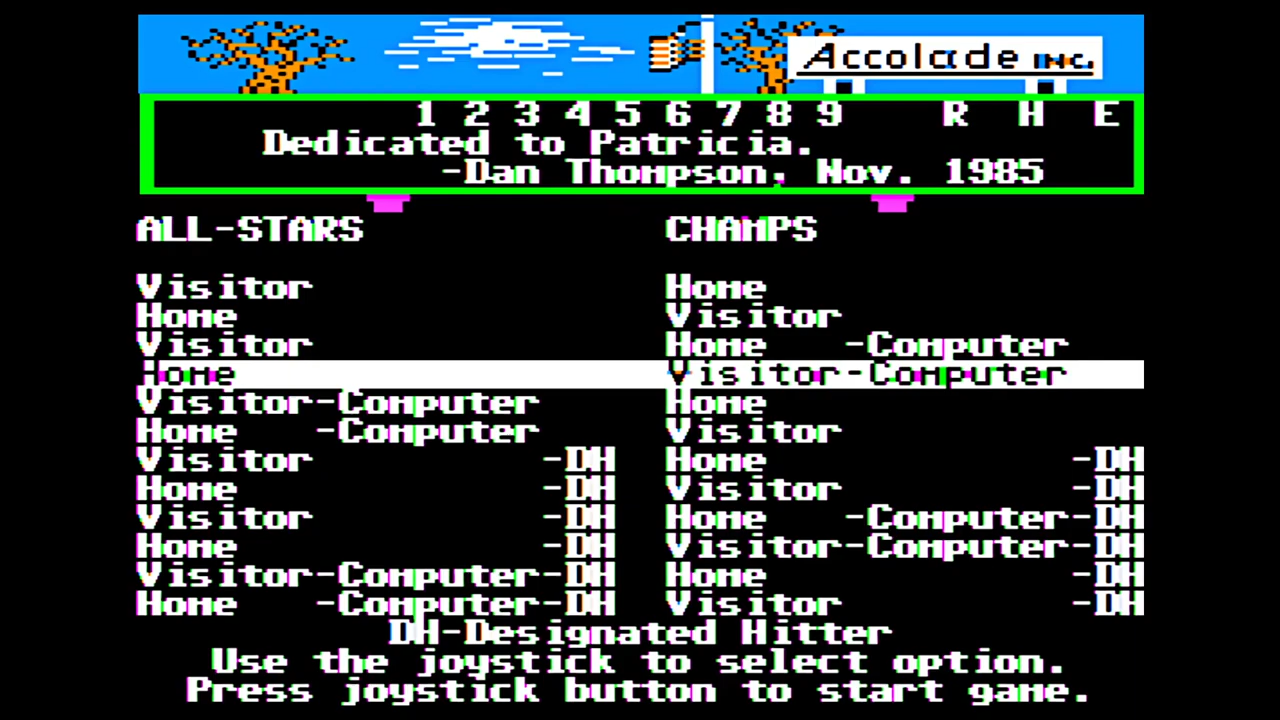 Accolade INC.
1 2 3 4 5 6 7 8 9 R H E
Dedicated to Patricia.
-Dan Thompson, Nov. 1985
ALL-STARS CHAMPS
Visitor Home
Home Visitor
Visitor Home -Computer
Home Visitor-Computer
Visitor-Computer Home
Home -Computer Visitor
Visitor -DH Home -DH
Home -DH Visitor -DH
Visitor -DH Home -Computer-DH
Home -DH Visitor-Computer-DH
Visitor-Computer-DH Home -DH
Home -Computer-DH Visitor -DH
DH-Designated Hitter
Use the joystick to select option.
Press joystick button to start game.